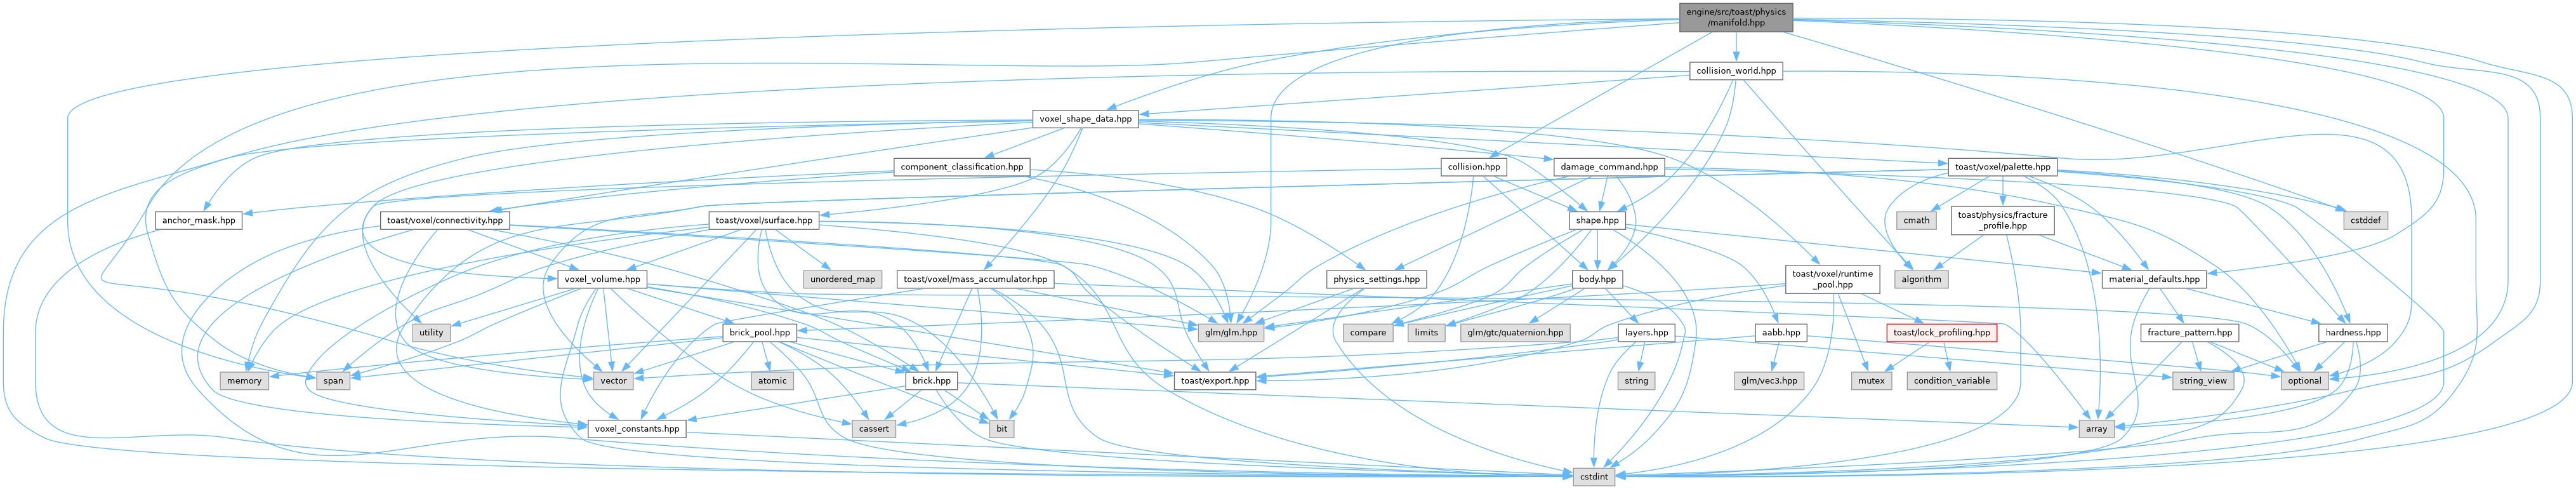 engine/src/toast/physics
/manifold.hpp
collision_world.hpp
voxel_shape_data.hpp
component_classification.hpp
collision.hpp
damage_command.hpp
toast/voxel/palette.hpp
anchor_mask.hpp
toast/voxel/connectivity.hpp
toast/voxel/surface.hpp
shape.hpp
cmath
toast/physics/fracture
_profile.hpp
cstddef
voxel_volume.hpp
unordered_map
toast/voxel/mass_accumulator.hpp
physics_settings.hpp
body.hpp
toast/voxel/runtime
_pool.hpp
algorithm
material_defaults.hpp
utility
brick_pool.hpp
glm/glm.hpp
compare
limits
glm/gtc/quaternion.hpp
layers.hpp
aabb.hpp
toast/lock_profiling.hpp
fracture_pattern.hpp
hardness.hpp
memory
span
vector
atomic
brick.hpp
toast/export.hpp
string
glm/vec3.hpp
mutex
condition_variable
string_view
optional
voxel_constants.hpp
cassert
bit
array
cstdint